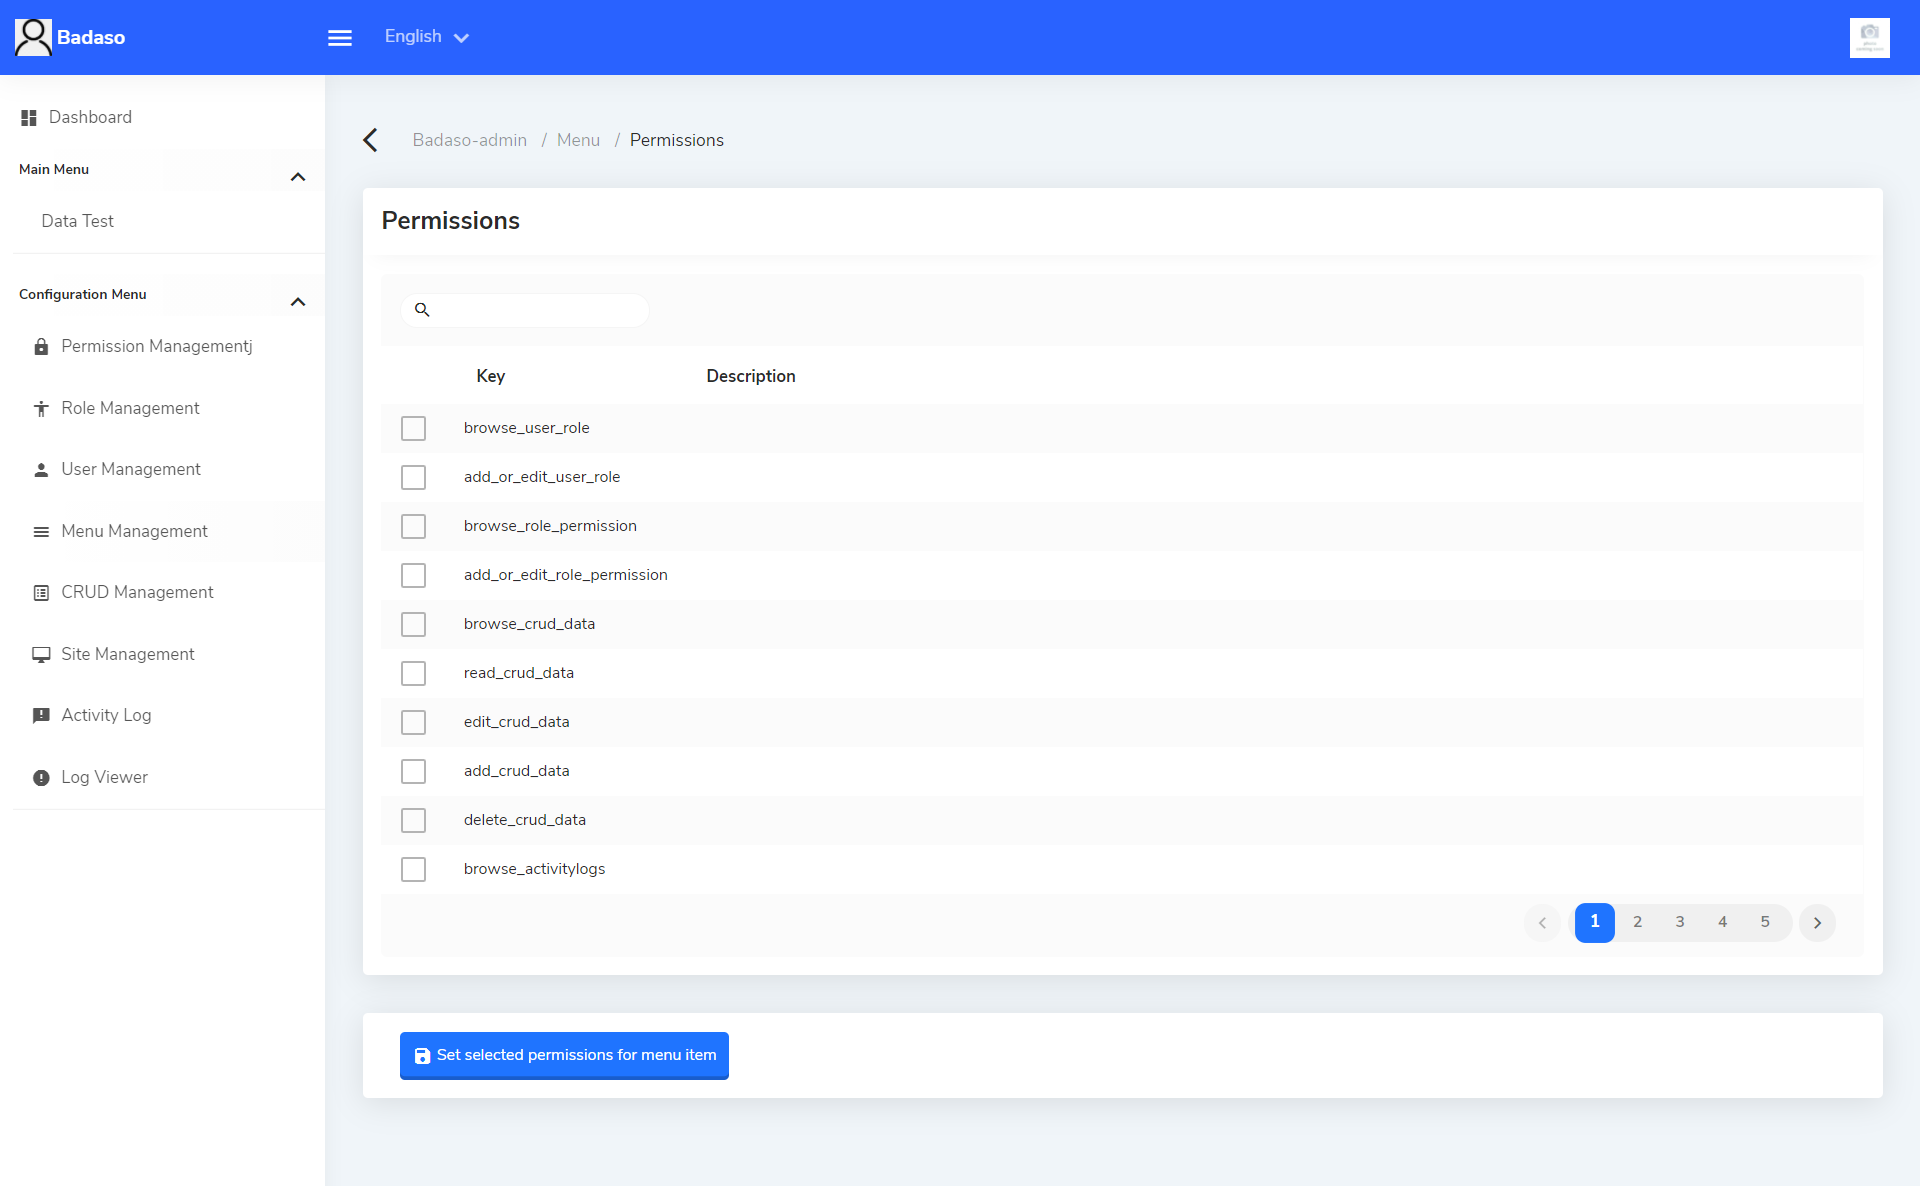 Badaso
English
Dashboard
Main Menu
Data Test
Configuration Menu
Permission Managementj
Role Management
User Management
Menu Management
CRUD Management
Site Management
Activity Log
Log Viewer
Badaso-admin / Menu / Permissions
Permissions
Key Description
browse_user_role
add_or_edit_user_role
browse_role_permission
add_or_edit_role_permission
browse_crud_data
read_crud_data
edit_crud_data
add_crud_data
delete_crud_data
browse_activitylogs
1 2 3 4 5
Set selected permissions for menu item